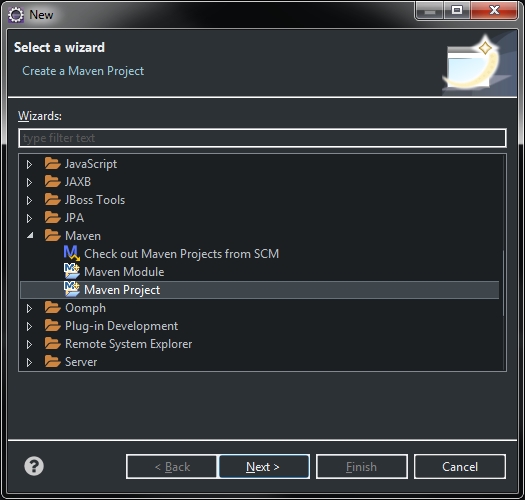 New
Select a wizard
Create a Maven Project
Wizards:
type filter text
JavaScript
JAXB
JBoss Tools
JPA
Maven
Check out Maven Projects from SCM
Maven Module
Maven Project
Oomph
Plug-in Development
Remote System Explorer
Server
?
< Back
Next >
Finish
Cancel